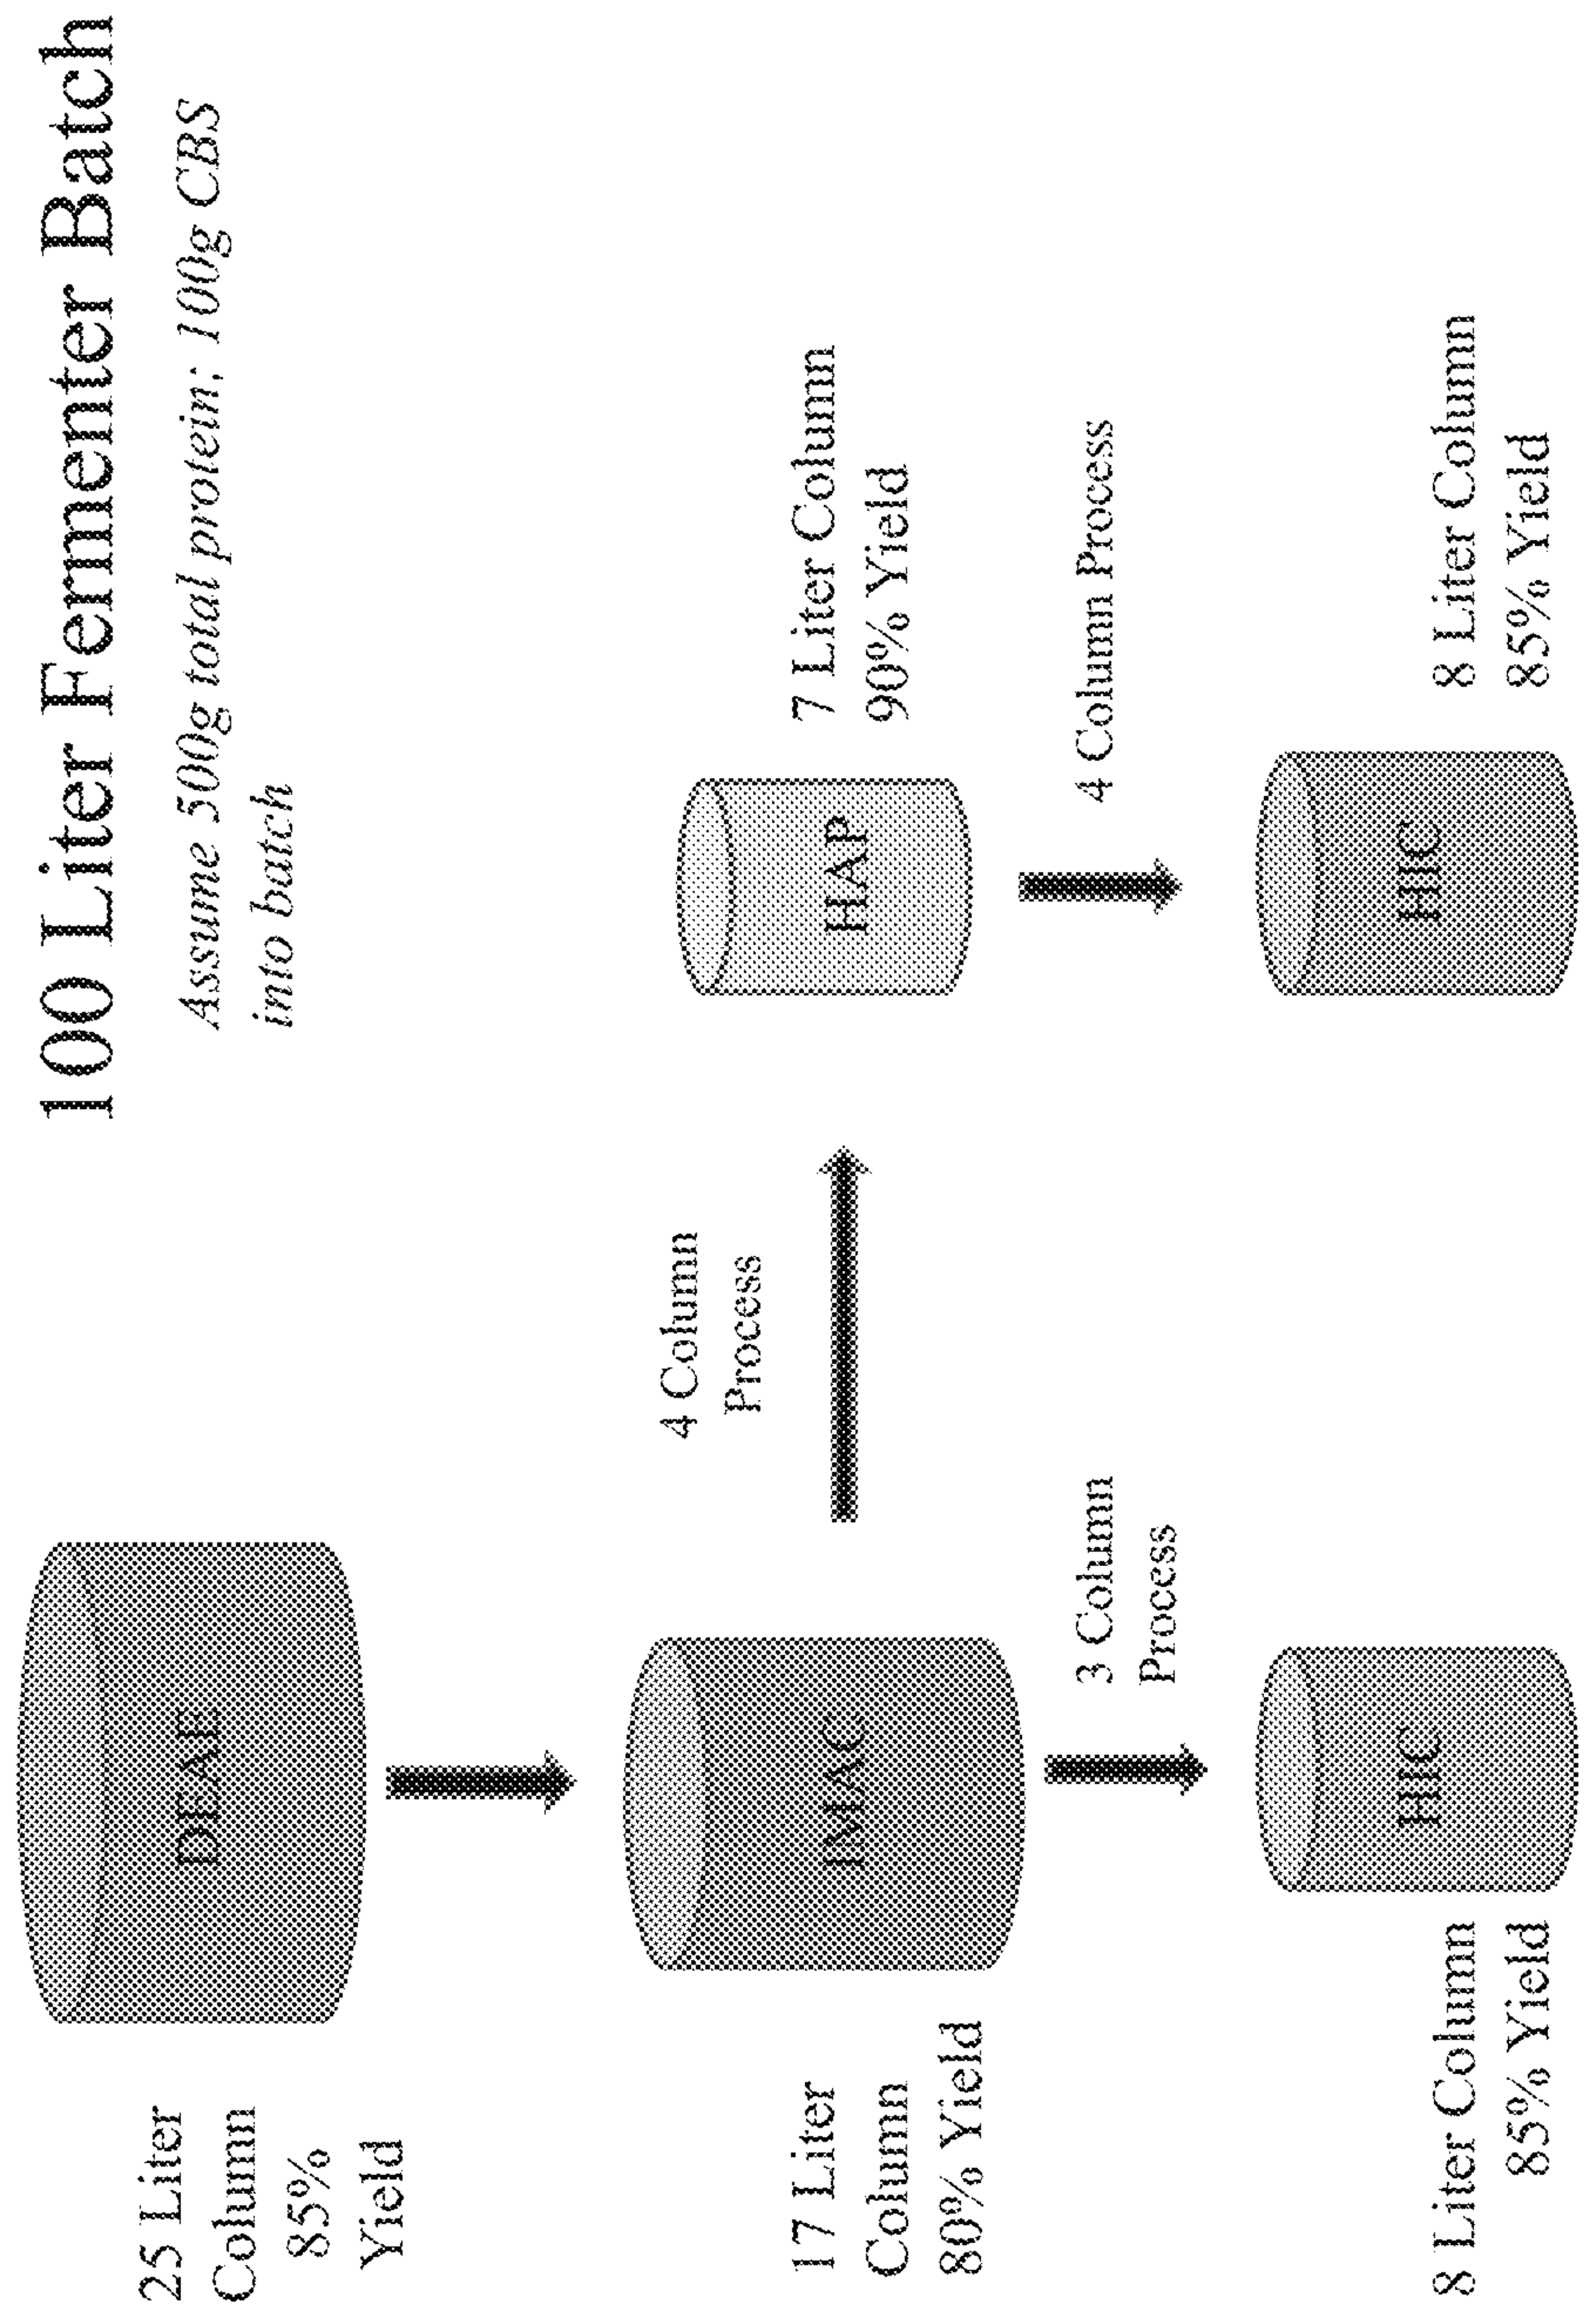 100 Liter Fermenter Batch
Assume 500g total protein; 100g CBS
into batch
25 Liter
Column
85%
Yield
DEAE
17 Liter
Column
80% Yield
IMAC
4 Column
Process
HAP
7 Liter Column
90% Yield
3 Column
Process
4 Column Process
8 Liter Column
85% Yield
HIC
HIC
8 Liter Column
85% Yield